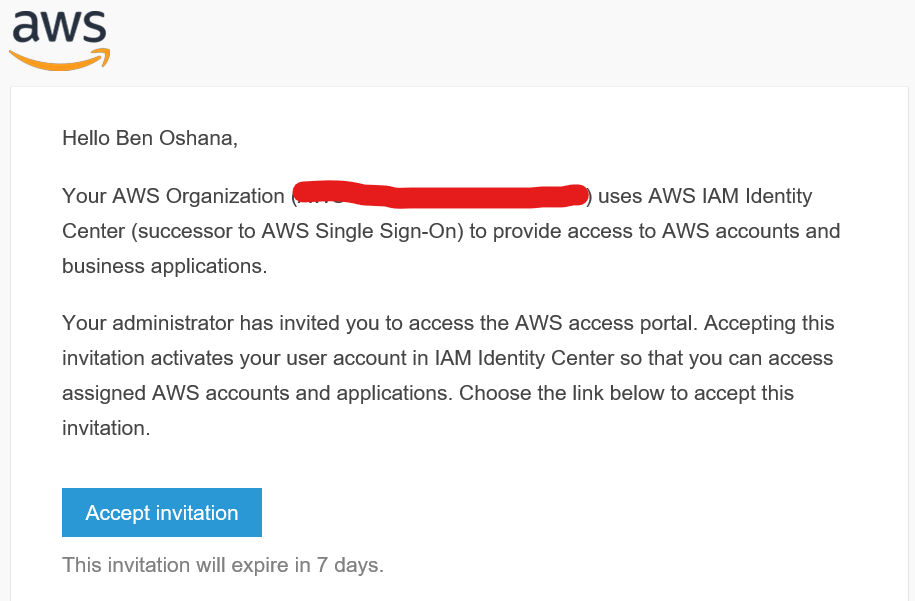 aws
Hello Ben Oshana,
Your AWS Organization () uses AWS IAM Identity
Center (successor to AWS Single Sign-On) to provide access to AWS accounts and
business applications.
Your administrator has invited you to access the AWS access portal. Accepting this
invitation activates your user account in IAM Identity Center so that you can access
assigned AWS accounts and applications. Choose the link below to accept this
invitation.
Accept invitation
This invitation will expire in 7 days.